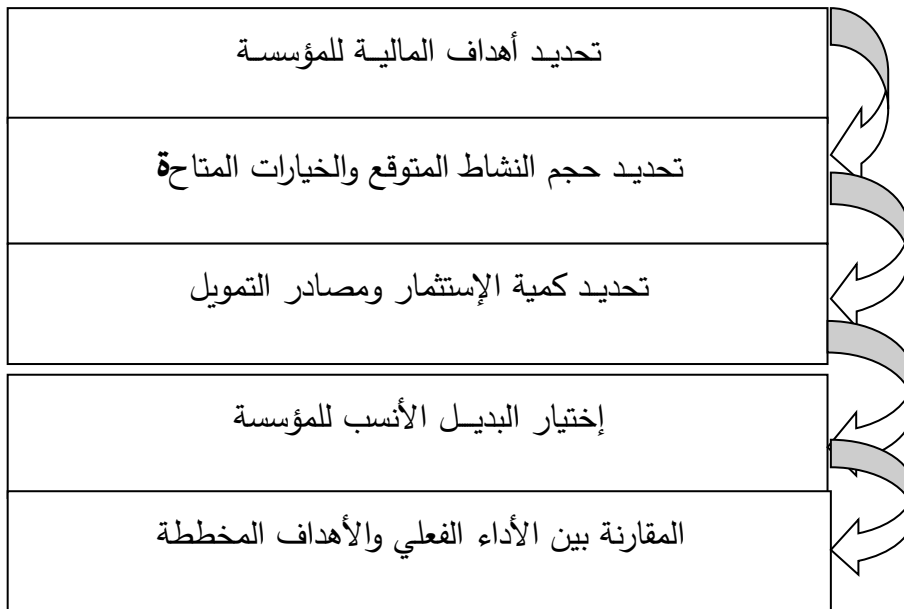 تحديد أهداف المالية للمؤسسة
تحديد حجم النشاط المتوقع والخيارات المتاحة
تحديد كمية الإستثمار ومصادر التمويل
إختيار البديل الأنسب للمؤسسة
المقارنة بين الأداء الفعلي والأهداف المخططة